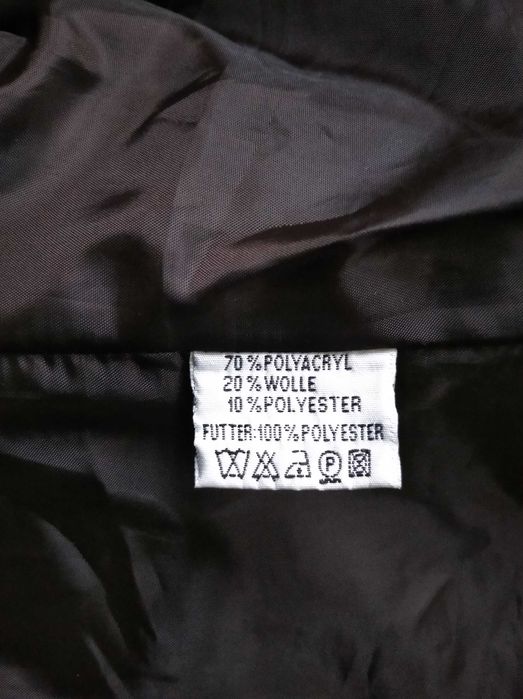 70 %POLYACRYL
20 %WOLLE
10 %POLYESTER
FUTTER:100%POLYESTER
P